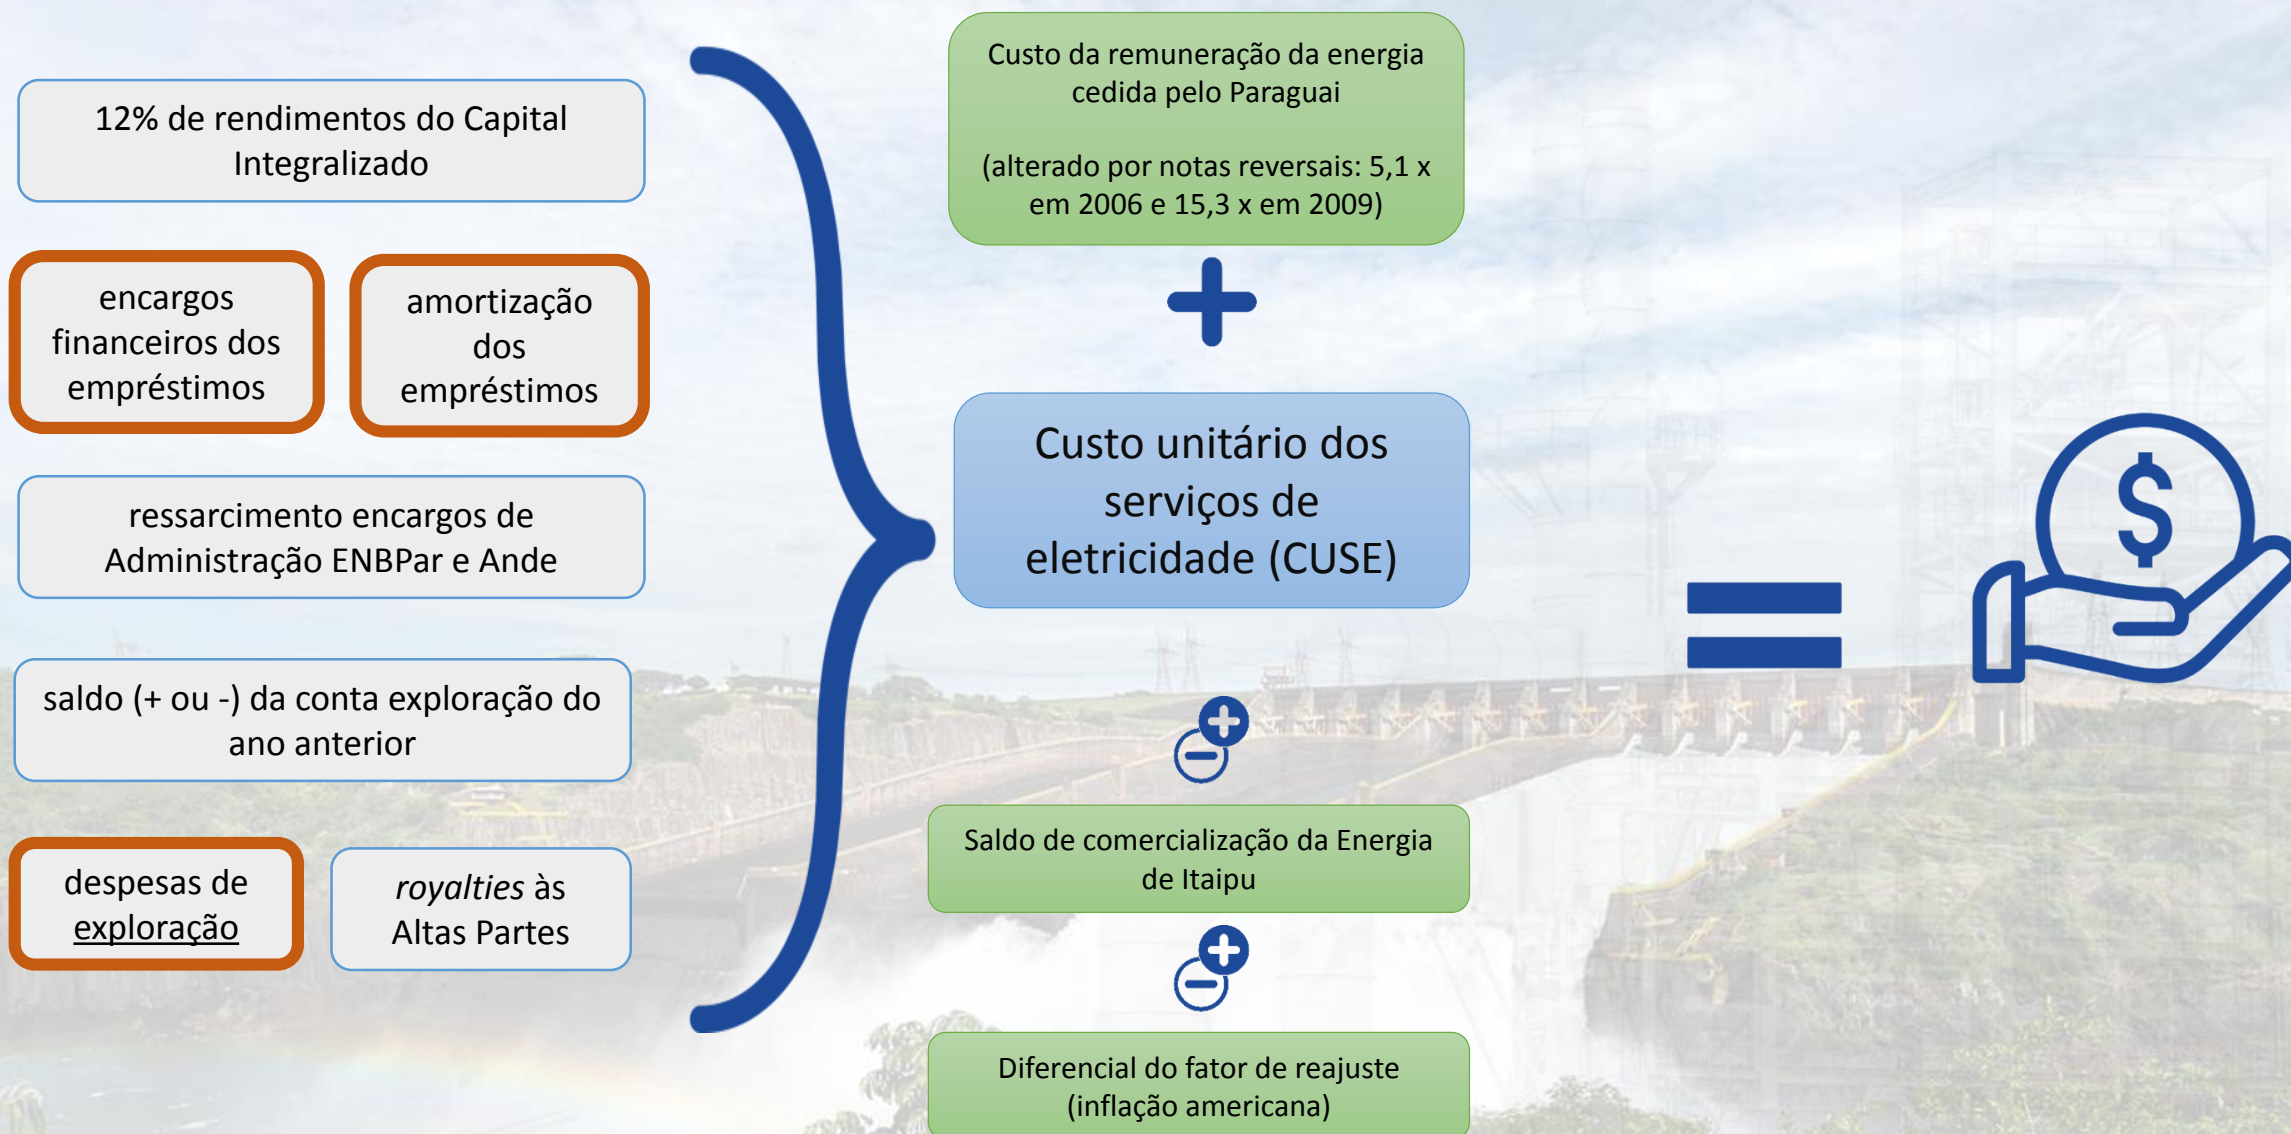 12% de rendimentos do Capital
Integralizado
encargos
financeiros dos
empréstimos
amortização
dos
empréstimos
ressarcimento encargos de
Administração ENBPar e Ande
saldo (+ ou -) da conta exploração do
ano anterior
despesas de
exploração
royalties às
Altas Partes
Custo da remuneração da energia
cedida pelo Paraguai
(alterado por notas reversais: 5,1 x
em 2006 e 15,3 x em 2009)
Custo unitário dos
serviços de
eletricidade (CUSE)
Saldo de comercialização da Energia
de Itaipu
Diferencial do fator de reajuste
(inflação americana)
$